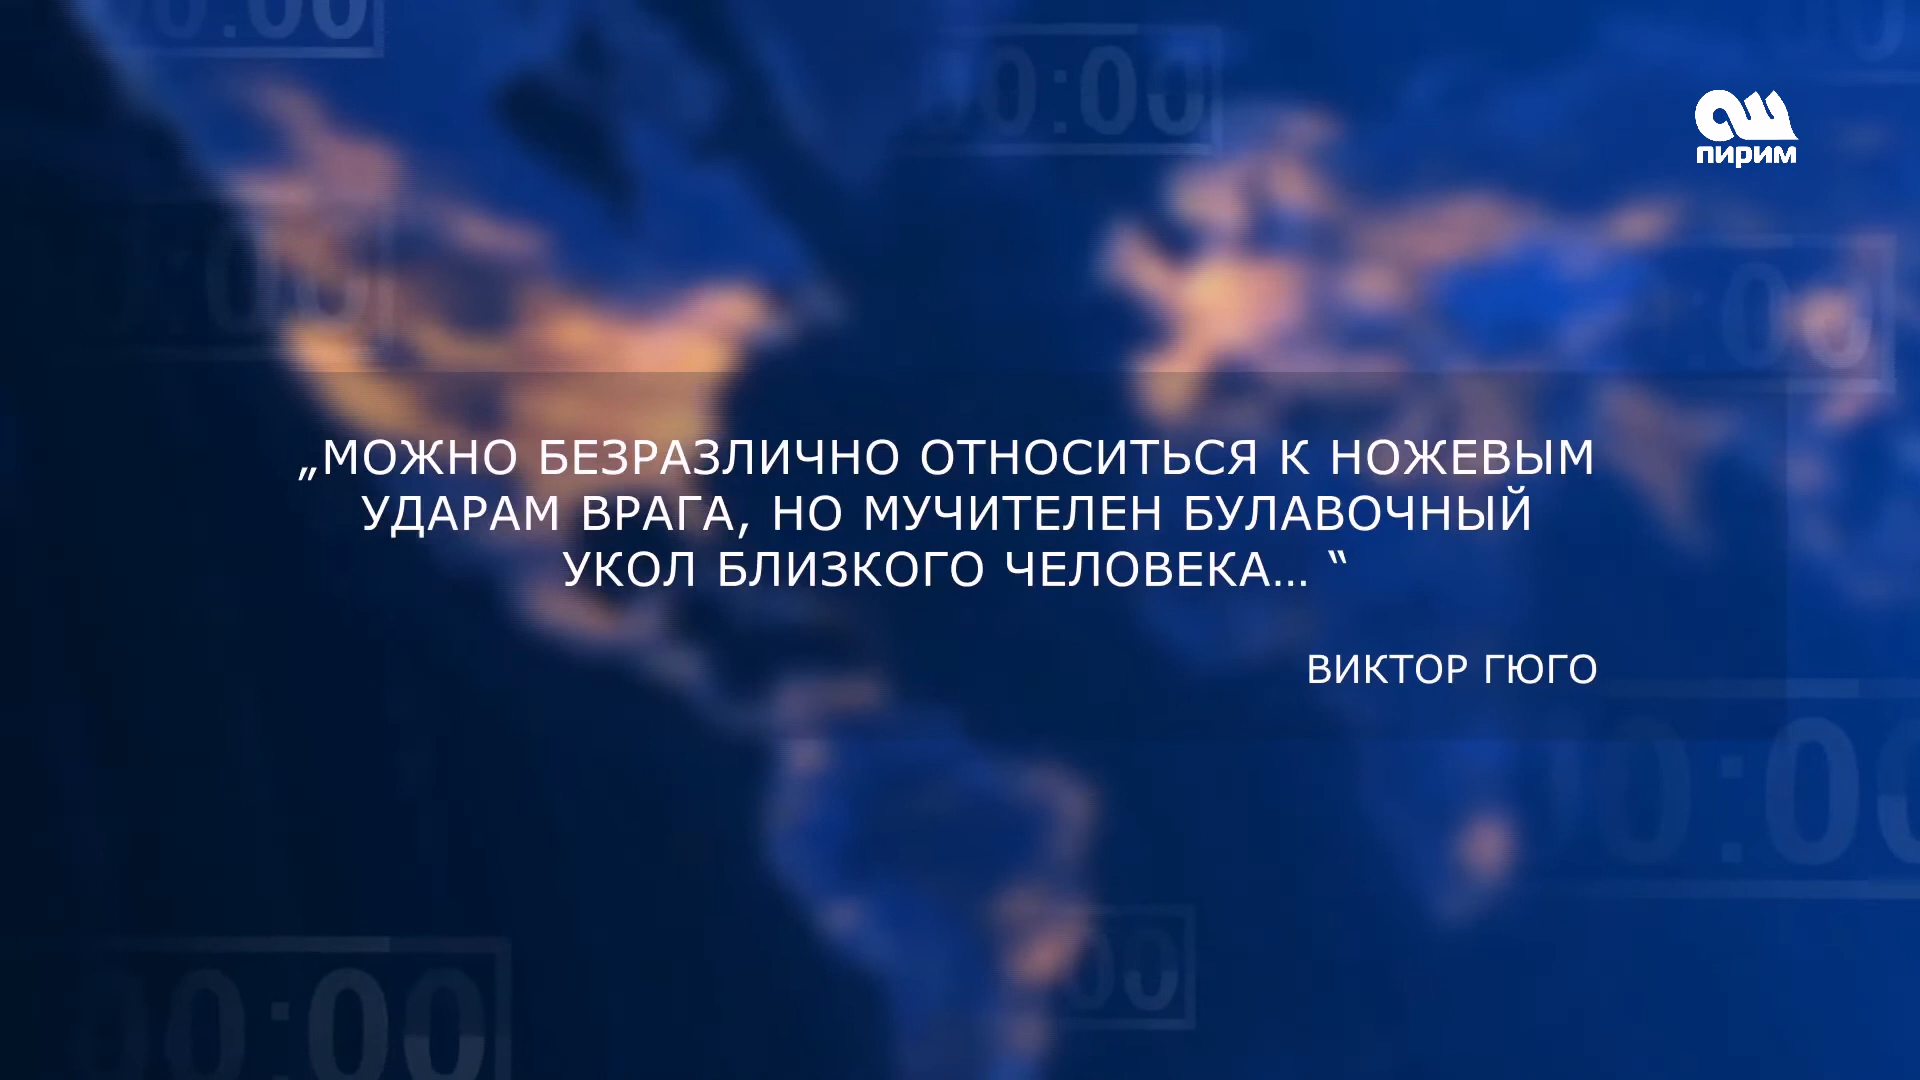 ПИРИМ
„МОЖНО БЕЗРАЗЛИЧНО ОТНОСИТЬСЯ К НОЖЕВЫМ
УДАРАМ ВРАГА, НО МУЧИТЕЛЕН БУЛАВОЧНЫЙ
УКОЛ БЛИЗКОГО ЧЕЛОВЕКА... “
ВИКТОР ГЮГО